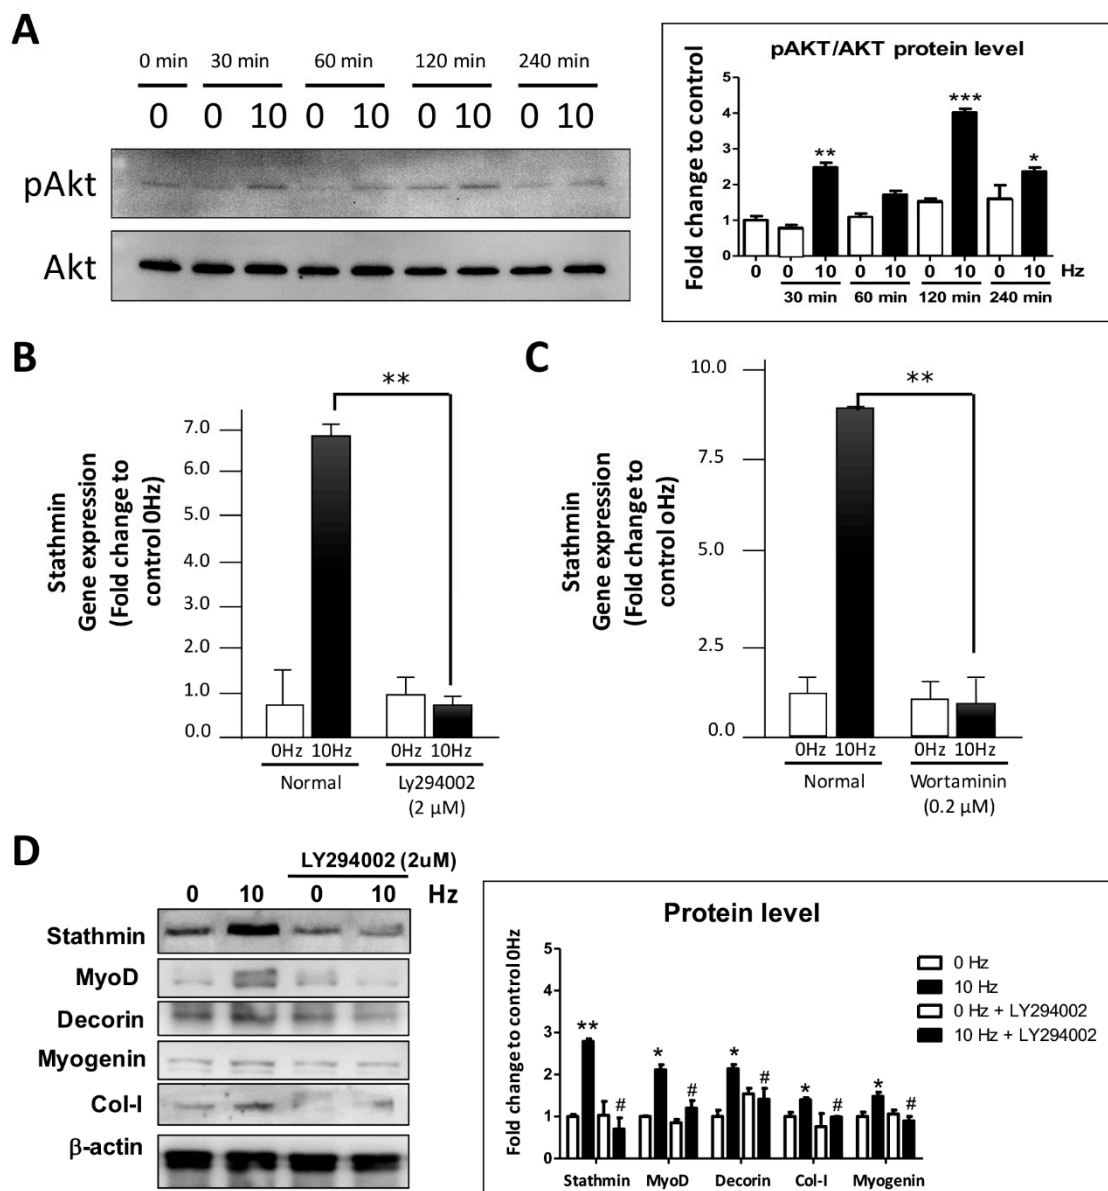 A
0 min 30 min 60 min 120 min 240 min
0 0 10 0 10 0 10 0 10
pAkt
Akt
pAKT/AKT protein level
Fold change to control
5
4
3
2
1
0
** *** *
0 0 10 0 10 0 10 0 10 Hz
30 min 60 min 120 min 240 min
B
Stathmin
Gene expression
(Fold change to
control 0Hz)
7.0
6.0
5.0
4.0
3.0
2.0
1.0
0.0
**
0Hz 10Hz 0Hz 10Hz
Normal Ly294002
(2 µM)
C
Stathmin
Gene expression
(Fold change to
control oHz)
10.0
7.5
5.0
2.5
0.0
**
0Hz 10Hz 0Hz 10Hz
Normal Wortaminin
(0.2 µM)
D
LY294002 (2uM)
0 10 0 10 Hz
Stathmin
MyoD
Decorin
Myogenin
Col-I
β-actin
Protein level
Fold change to control 0Hz
5
4
3
2
1
0
** # * # * # * # * #
Stathmin MyoD Decorin Col-I Myogenin
0 Hz
10 Hz
0 Hz + LY294002
10 Hz + LY294002